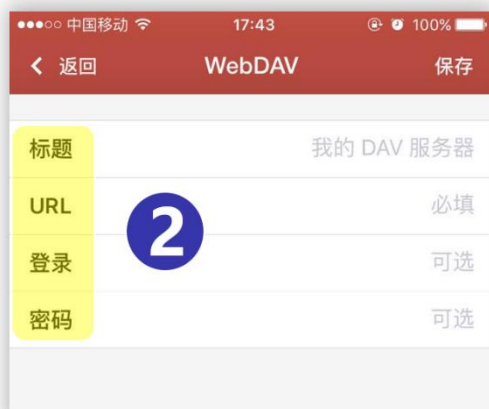 中国移动 17:43 100%
返回 WebDAV 保存
标题 我的 DAV 服务器
URL 必填
2
登录 可选
密码 可选